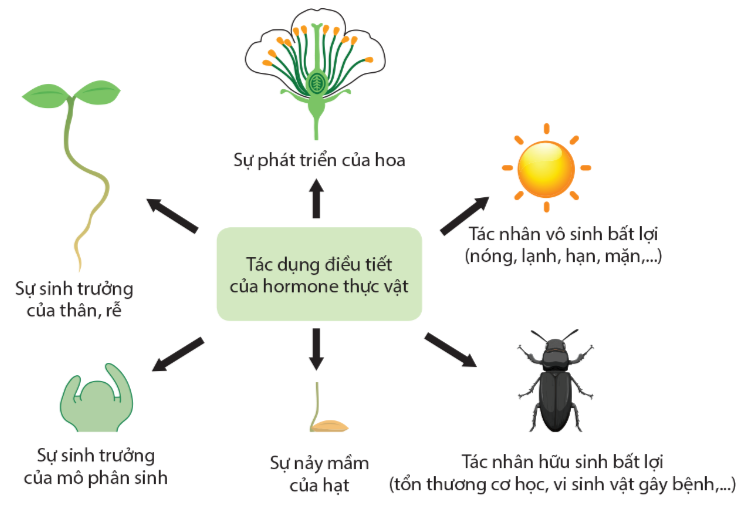 Sự phát triển của hoa
Tác nhân vô sinh bất lợi
(nóng, lạnh, hạn, mặn,...)
Tác dụng điều tiết
của hormone thực vật
Sự sinh trưởng
của thân, rễ
Sự sinh trưởng
của mô phân sinh
Sự nảy mầm
của hạt
Tác nhân hữu sinh bất lợi
(tổn thương cơ học, vi sinh vật gây bệnh,...)